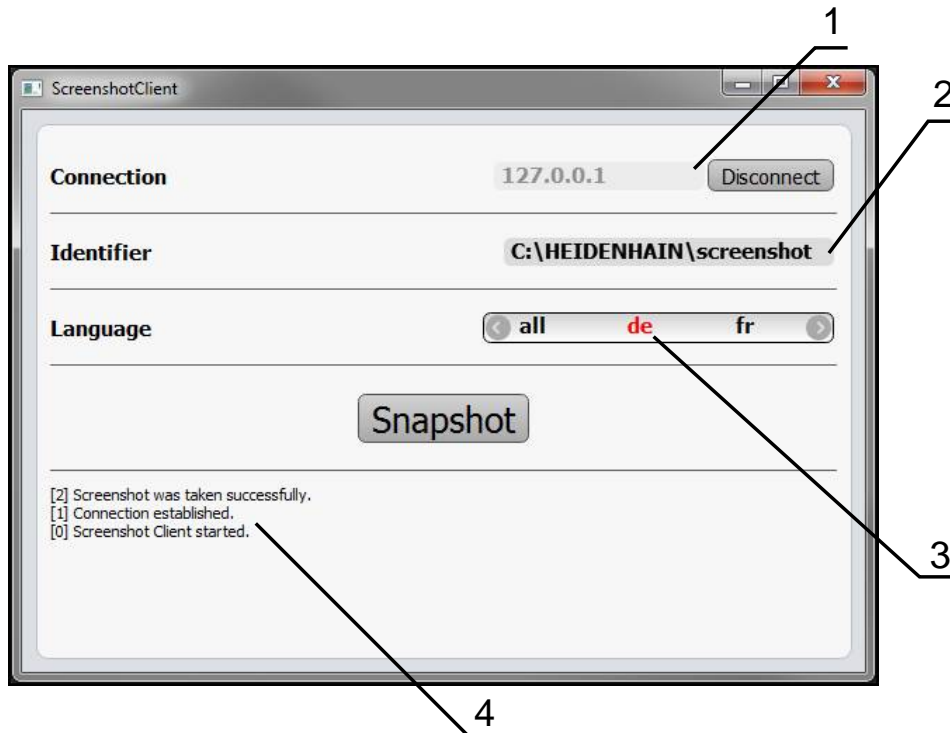 1
ScreenshotClient
2
Connection 127.0.0.1 Disconnect
Identifier C:\HEIDENHAIN\screenshot
Language all de fr
Snapshot
[2] Screenshot was taken successfully.
[1] Connection established.
[0] Screenshot Client started.
3
4